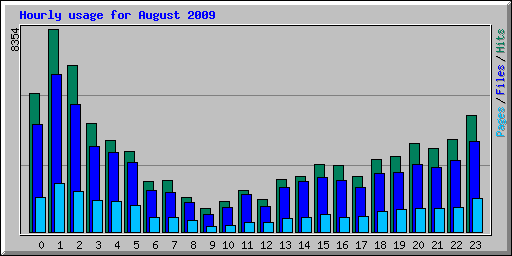 Hourly usage for August 2009
8354
Pages / Files / Hits
0 1 2 3 4 5 6 7 8 9 10 11 12 13 14 15 16 17 18 19 20 21 22 23